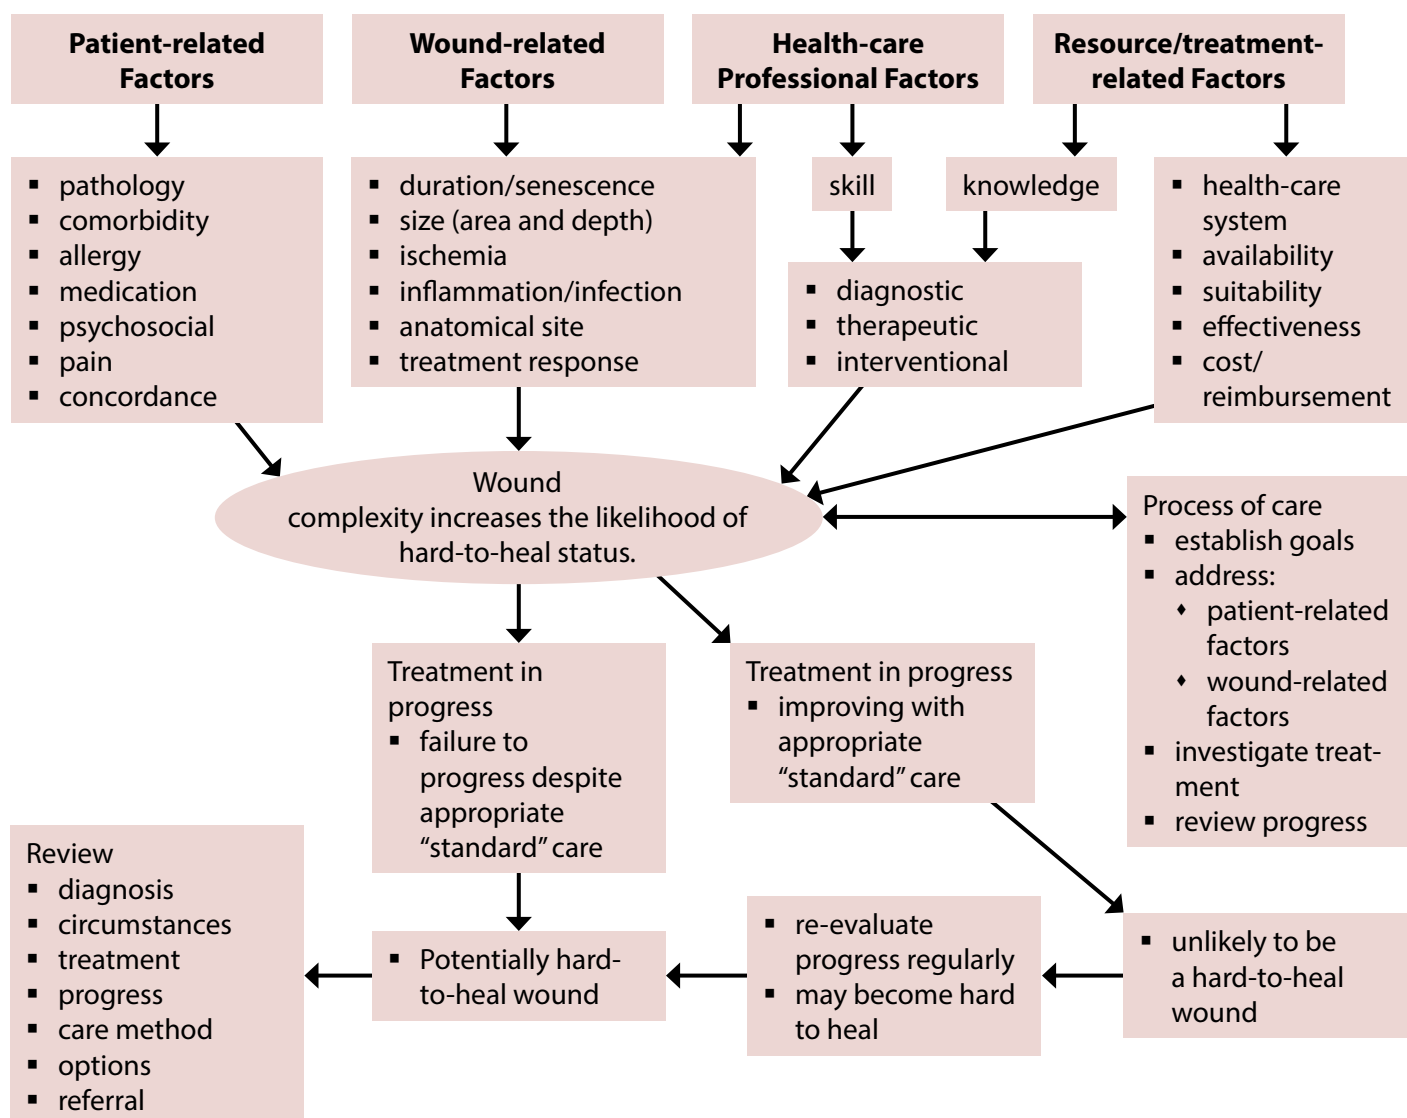 Patient-related
Factors
Wound-related
Factors
Health-care
Professional Factors
Resource/treatment-
related Factors
▪ pathology
▪ comorbidity
▪ allergy
▪ medication
▪ psychosocial
▪ pain
▪ concordance
▪ duration/senescence
▪ size (area and depth)
▪ ischemia
▪ inflammation/infection
▪ anatomical site
▪ treatment response
skill
knowledge
▪ diagnostic
▪ therapeutic
▪ interventional
▪ health-care
system
▪ availability
▪ suitability
▪ effectiveness
▪ cost/
reimbursement
Wound
complexity increases the likelihood of
hard-to-heal status.
Process of care
▪ establish goals
▪ address:
♦ patient-related
factors
♦ wound-related
factors
▪ investigate treat-
ment
▪ review progress
Treatment in
progress
▪ failure to
progress despite
appropriate
“standard” care
Treatment in progress
▪ improving with
appropriate
“standard” care
Review
▪ diagnosis
▪ circumstances
▪ treatment
▪ progress
▪ care method
▪ options
▪ referral
▪ Potentially hard-
to-heal wound
▪ re-evaluate
progress regularly
▪ may become hard
to heal
▪ unlikely to be
a hard-to-heal
wound